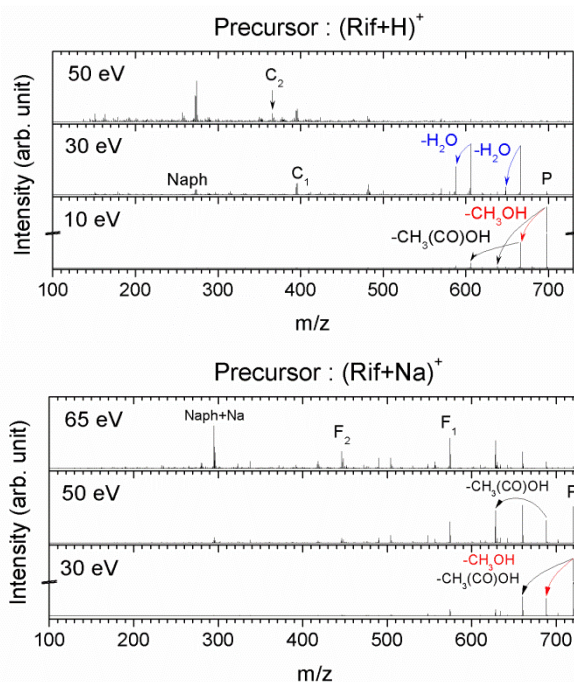 Precursor : (Rif+H)⁺
50 eV
C₂
30 eV
-H₂O
-H₂O
Naph
C₁
P
10 eV
-CH₃OH
-CH₃(CO)OH
Intensity (arb. unit)
100 200 300 400 500 600 700
m/z
Precursor : (Rif+Na)⁺
65 eV
Naph+Na
F₂
F₁
50 eV
-CH₃(CO)OH
P
30 eV
-CH₃OH
-CH₃(CO)OH
Intensity (arb. unit)
100 200 300 400 500 600 700
m/z